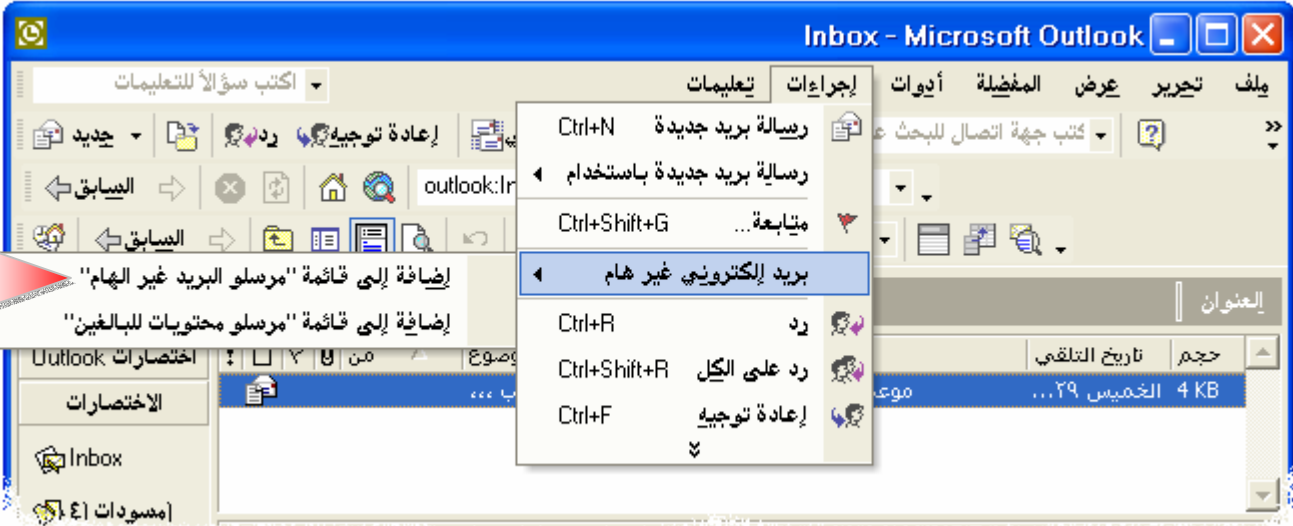 Inbox - Microsoft Outlook
ملف تحرير عرض المفضلة أدوات إجراءات تعليمات
اكتب سؤالاً للتعليمات
جديد رد إعادة توجيه
كتب جهة اتصال للبحث
السابق
outlook:In
السابق
رسالة بريد جديدة Ctrl+N
رسالة بريد جديدة باستخدام
متابعة... Ctrl+Shift+G
بريد إلكتروني غير هام
رد Ctrl+R
رد على الكل Ctrl+Shift+R
إعادة توجيه Ctrl+F
إضافة إلى قائمة "مرسلو البريد غير الهام"
إضافة إلى قائمة "مرسلو محتويات للبالغين"
العنوان
اختصارات Outlook
من
تاريخ التلقي حجم
الخميس ٢٩... 4 KB
الاختصارات
Inbox
مسودات (٤)